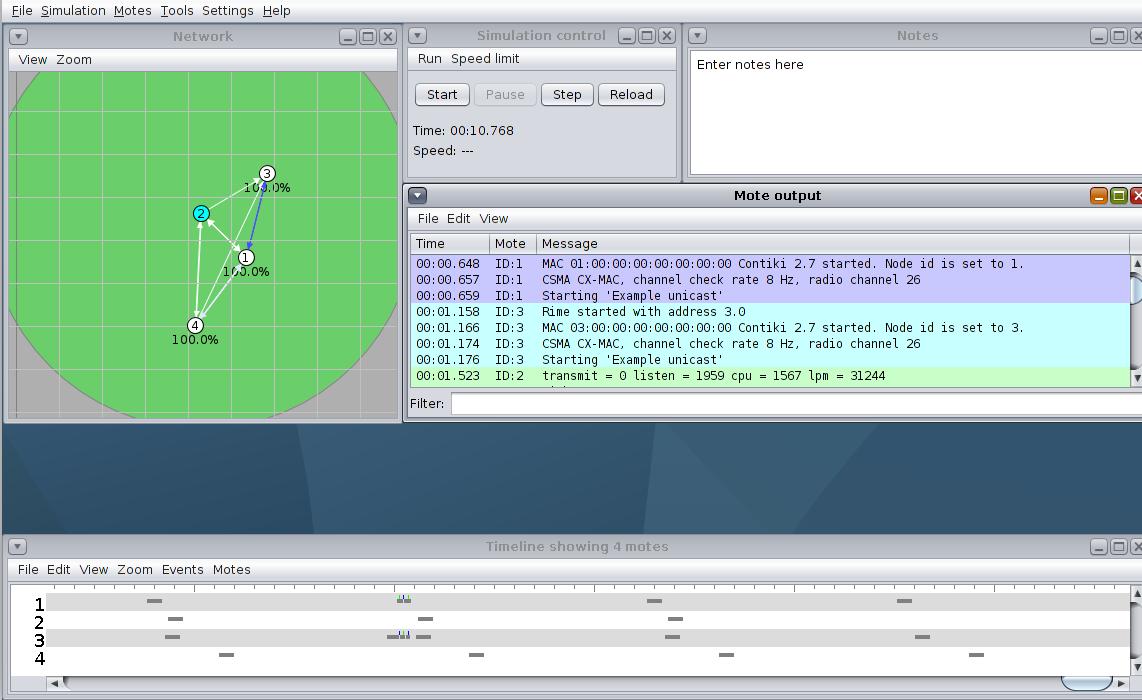 File Simulation Motes Tools Settings Help
Network
View Zoom
3
100.0%
2
1
100.0%
4
100.0%
Simulation control
Run Speed limit
Start Pause Step Reload
Time: 00:10.768
Speed: ---
Notes
Enter notes here
Mote output
File Edit View
Time Mote Message
00:00.648 ID:1 MAC 01:00:00:00:00:00:00:00 Contiki 2.7 started. Node id is set to 1.
00:00.657 ID:1 CSMA CX-MAC, channel check rate 8 Hz, radio channel 26
00:00.659 ID:1 Starting 'Example unicast'
00:01.158 ID:3 Rime started with address 3.0
00:01.166 ID:3 MAC 03:00:00:00:00:00:00:00 Contiki 2.7 started. Node id is set to 3.
00:01.174 ID:3 CSMA CX-MAC, channel check rate 8 Hz, radio channel 26
00:01.176 ID:3 Starting 'Example unicast'
00:01.523 ID:2 transmit = 0 listen = 1959 cpu = 1567 lpm = 31244
Filter:
Timeline showing 4 motes
File Edit View Zoom Events Motes
1
2
3
4